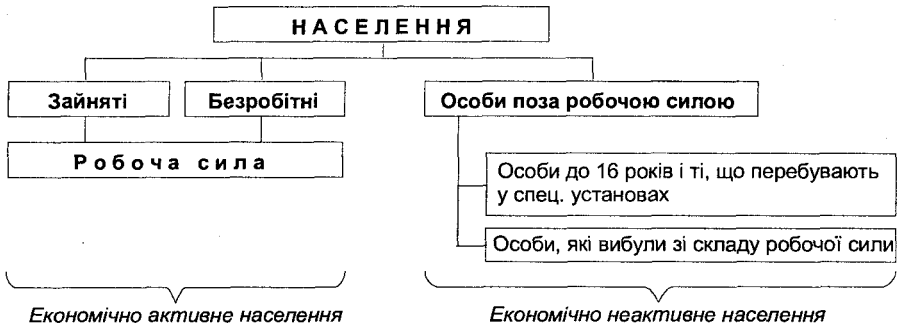 НАСЕЛЕННЯ
Зайняті
Безробітні
Особи поза робочою силою
Робоча сила
Особи до 16 років і ті, що перебувають
у спец. установах
Особи, які вибули зі складу робочої сили
Економічно активне населення
Економічно неактивне населення